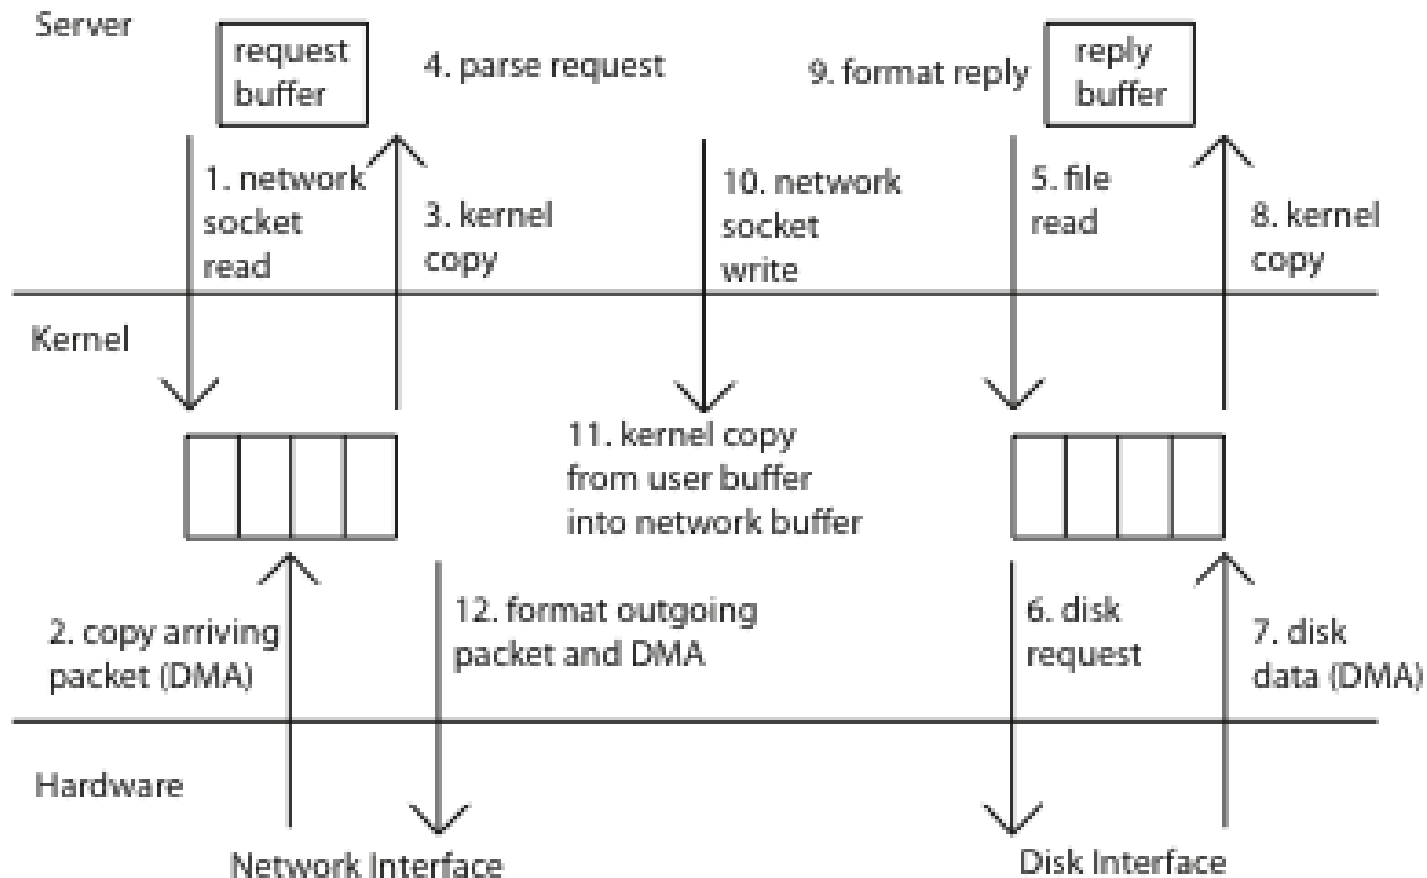 Server
request
buffer
4. parse request
9. format reply
reply
buffer
1. network
socket
read
3. kernel
copy
10. network
socket
write
5. file
read
8. kernel
copy
Kernel
11. kernel copy
from user buffer
into network buffer
2. copy arriving
packet (DMA)
12. format outgoing
packet and DMA
6. disk
request
7. disk
data (DMA)
Hardware
Network Interface
Disk Interface